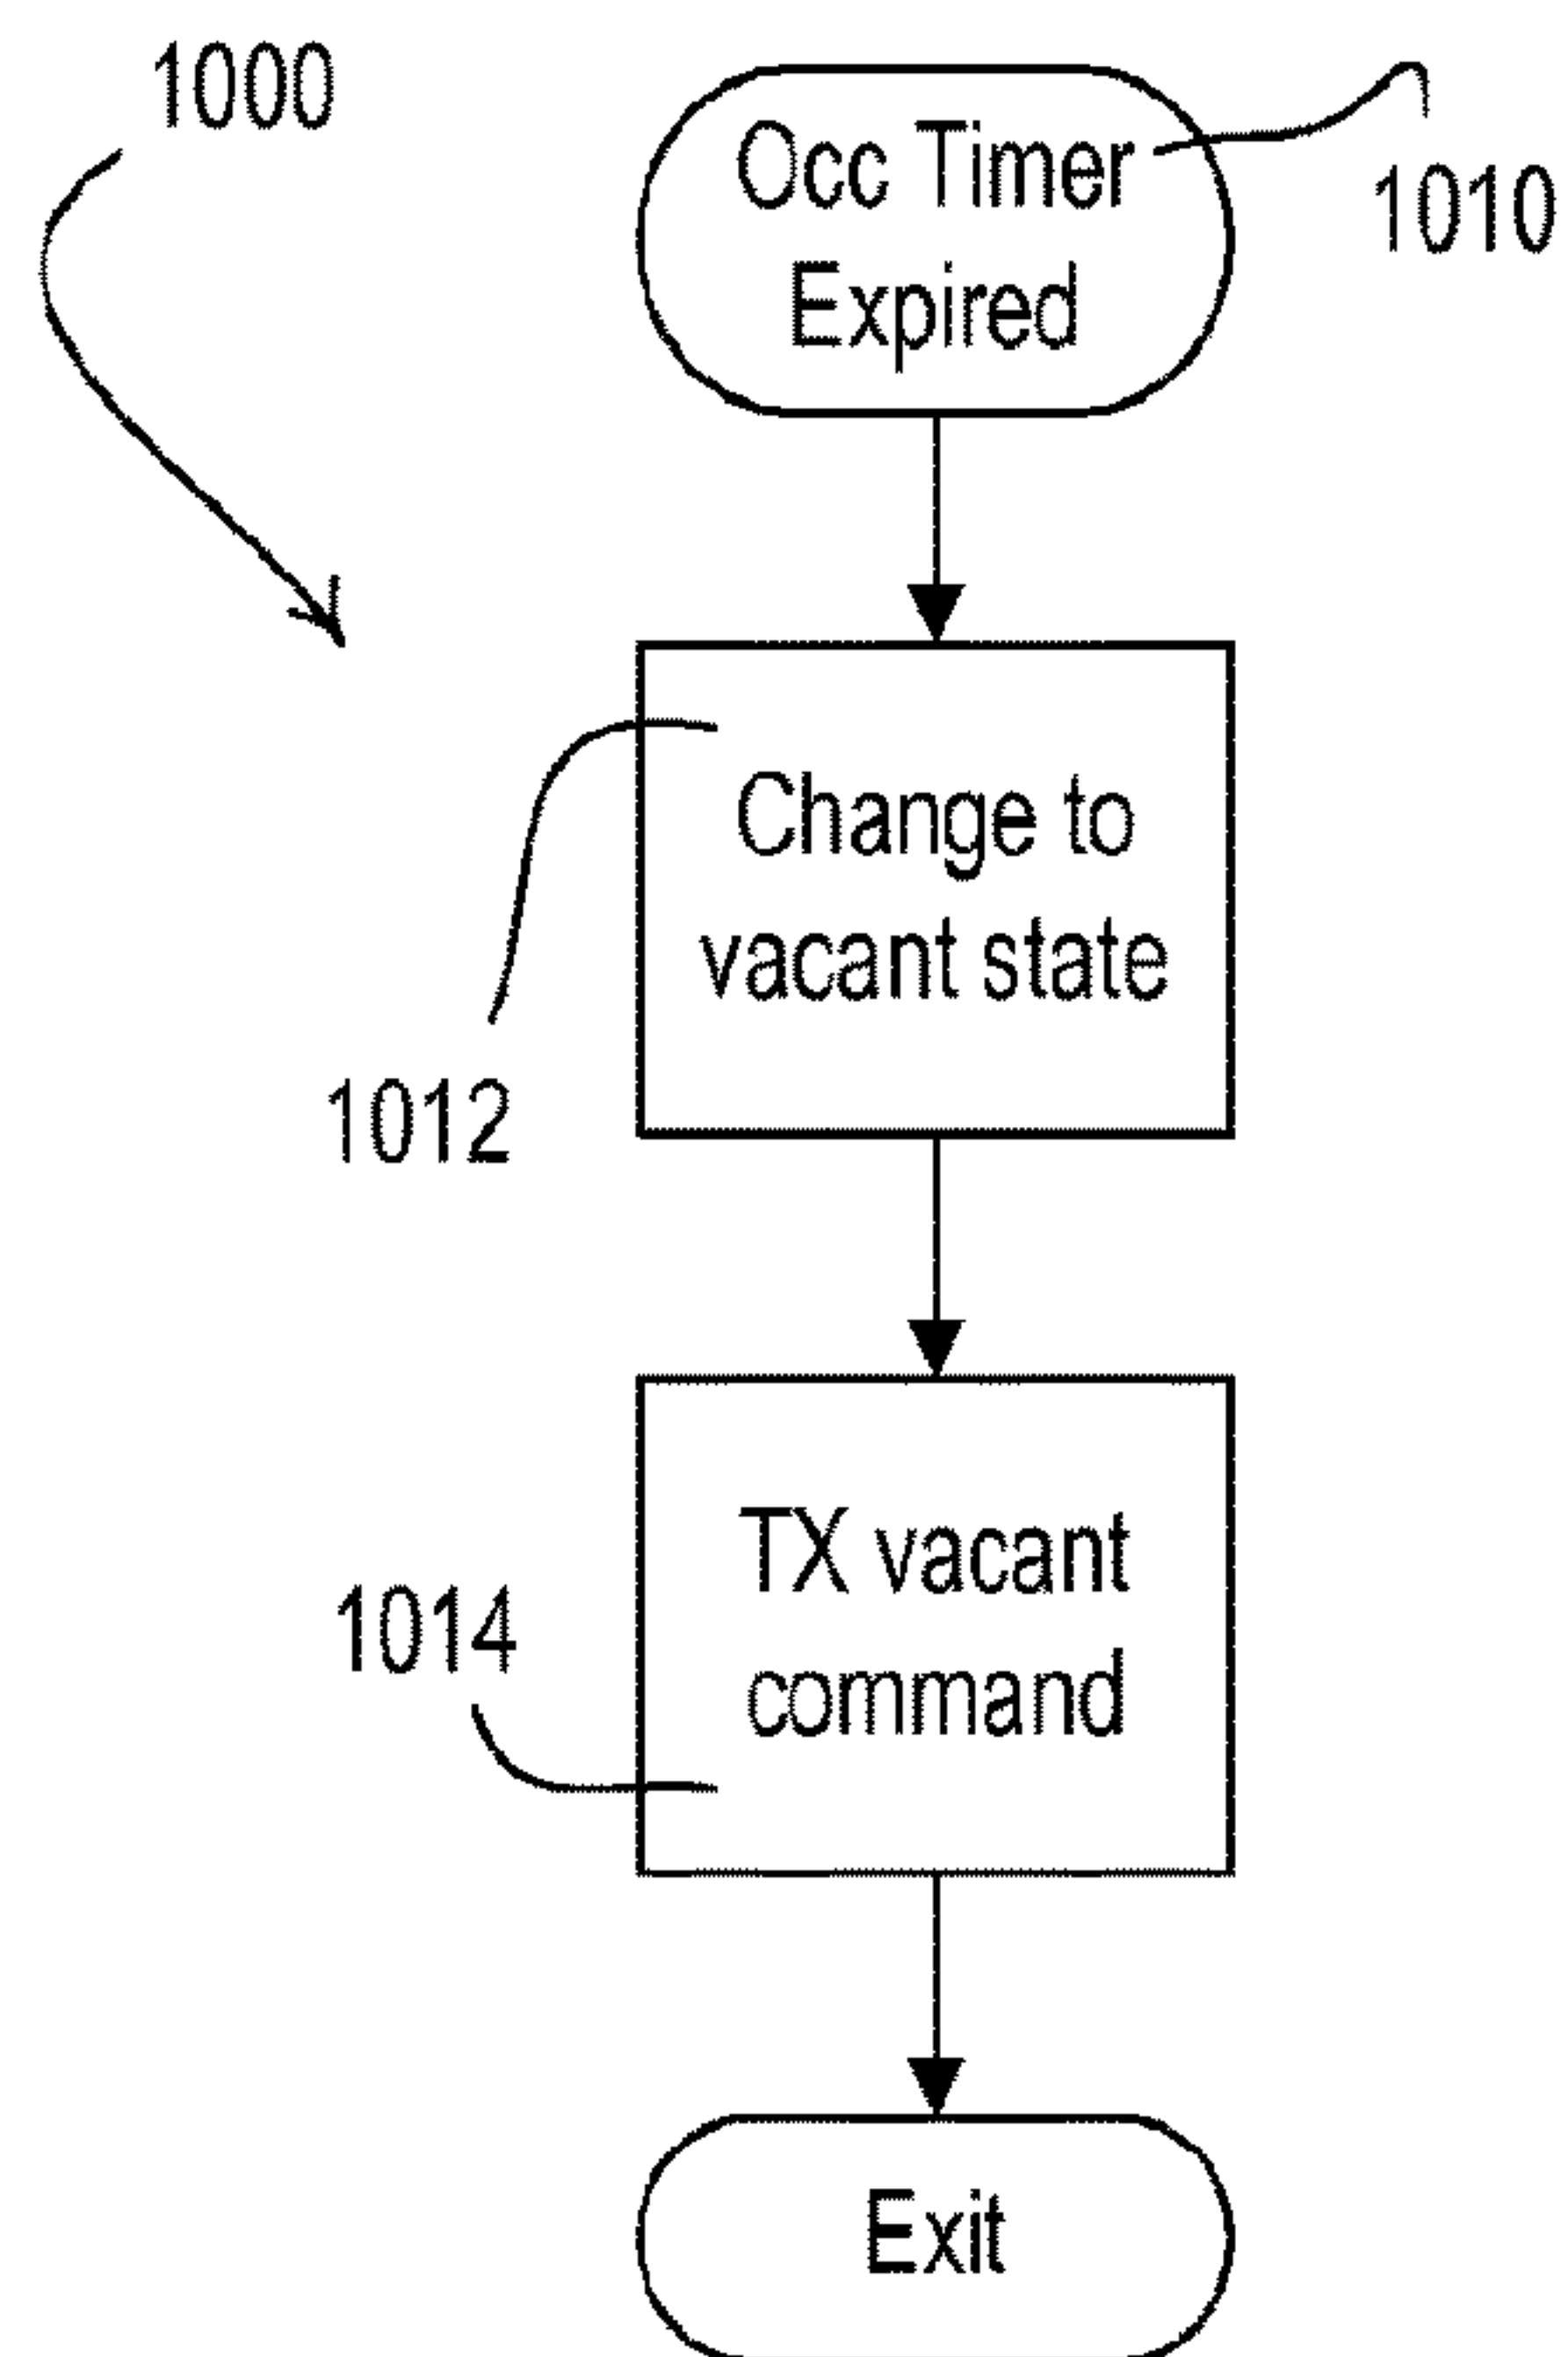 1000
Occ Timer
Expired
1010
Change to
vacant state
1012
TX vacant
command
1014
Exit